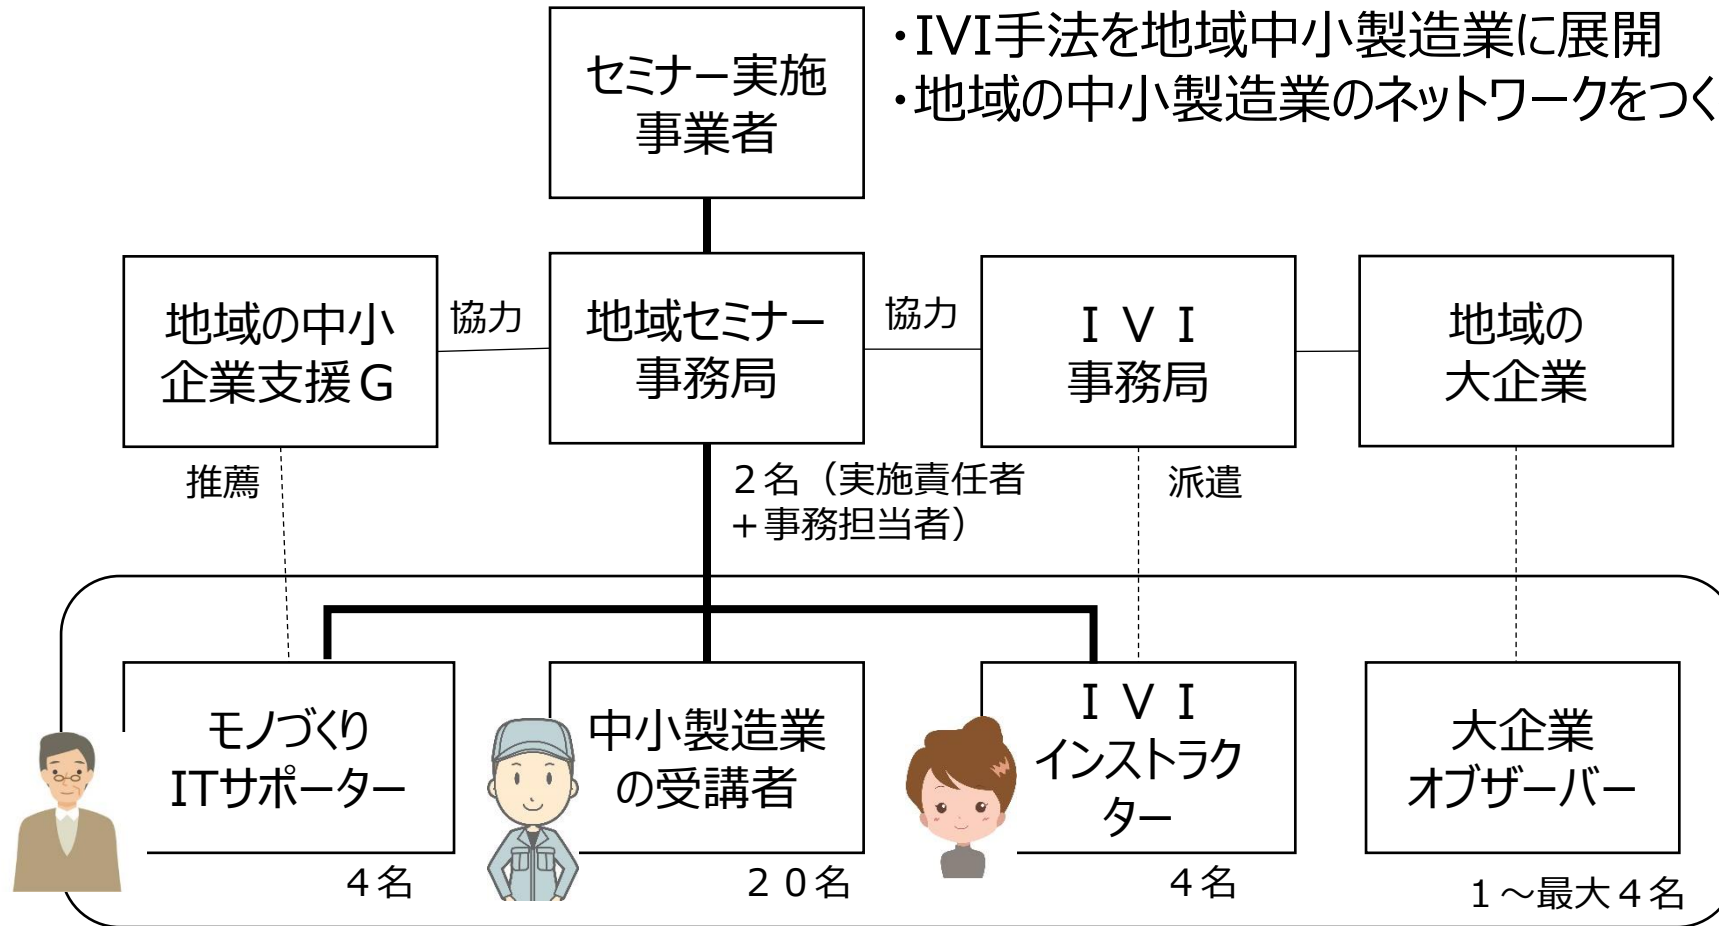 ・IVI手法を地域中小製造業に展開
・地域の中小製造業のネットワークをつく
セミナー実施
事業者
地域の中小
企業支援G
協力
地域セミナー
事務局
協力
ＩＶＩ
事務局
地域の
大企業
推薦
２名（実施責任者
＋事務担当者）
派遣
モノづくり
ITサポーター
４名
中小製造業
の受講者
２０名
ＩＶＩ
インストラク
ター
４名
大企業
オブザーバー
１～最大４名